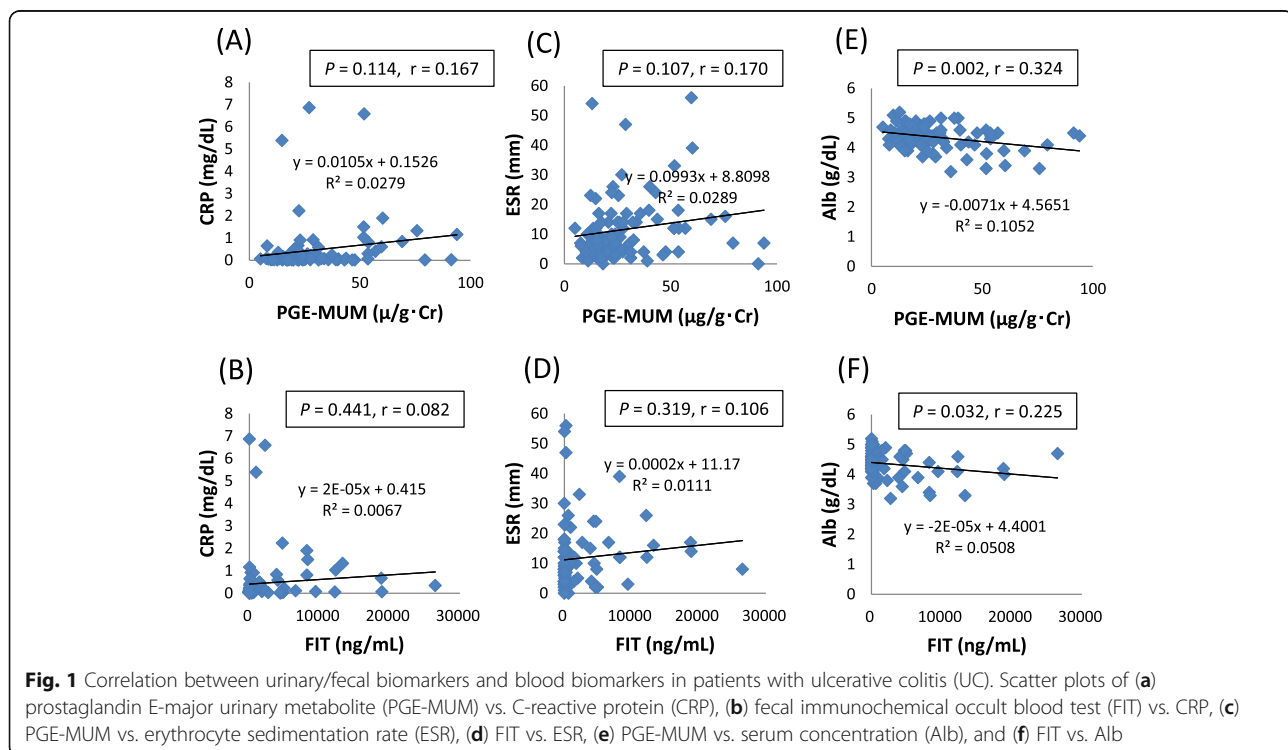 (A)
P = 0.114, r = 0.167
CRP (mg/dL)
8
7
6
5
4
3
2
1
0
y = 0.0105x + 0.1526
R² = 0.0279
0 50 100
PGE-MUM (μ/g·Cr)
(C)
P = 0.107, r = 0.170
ESR (mm)
60
50
40
30
20
10
0
y = 0.0993x + 8.8098
R² = 0.0289
0 50 100
PGE-MUM (μg/g·Cr)
(E)
P = 0.002, r = 0.324
Alb (g/dL)
6
5
4
3
2
1
0
y = -0.0071x + 4.5651
R² = 0.1052
0 50 100
PGE-MUM (μg/g·Cr)
(B)
P = 0.441, r = 0.082
CRP (mg/dL)
8
7
6
5
4
3
2
1
0
y = 2E-05x + 0.415
R² = 0.0067
0 10000 20000 30000
FIT (ng/mL)
(D)
P = 0.319, r = 0.106
ESR (mm)
60
50
40
30
20
10
0
y = 0.0002x + 11.17
R² = 0.0111
0 10000 20000 30000
FIT (ng/mL)
(F)
P = 0.032, r = 0.225
Alb (g/dL)
6
5
4
3
2
1
0
y = -2E-05x + 4.4001
R² = 0.0508
0 10000 20000 30000
FIT (ng/mL)
Fig. 1 Correlation between urinary/fecal biomarkers and blood biomarkers in patients with ulcerative colitis (UC). Scatter plots of (a)
prostaglandin E-major urinary metabolite (PGE-MUM) vs. C-reactive protein (CRP), (b) fecal immunochemical occult blood test (FIT) vs. CRP, (c)
PGE-MUM vs. erythrocyte sedimentation rate (ESR), (d) FIT vs. ESR, (e) PGE-MUM vs. serum concentration (Alb), and (f) FIT vs. Alb